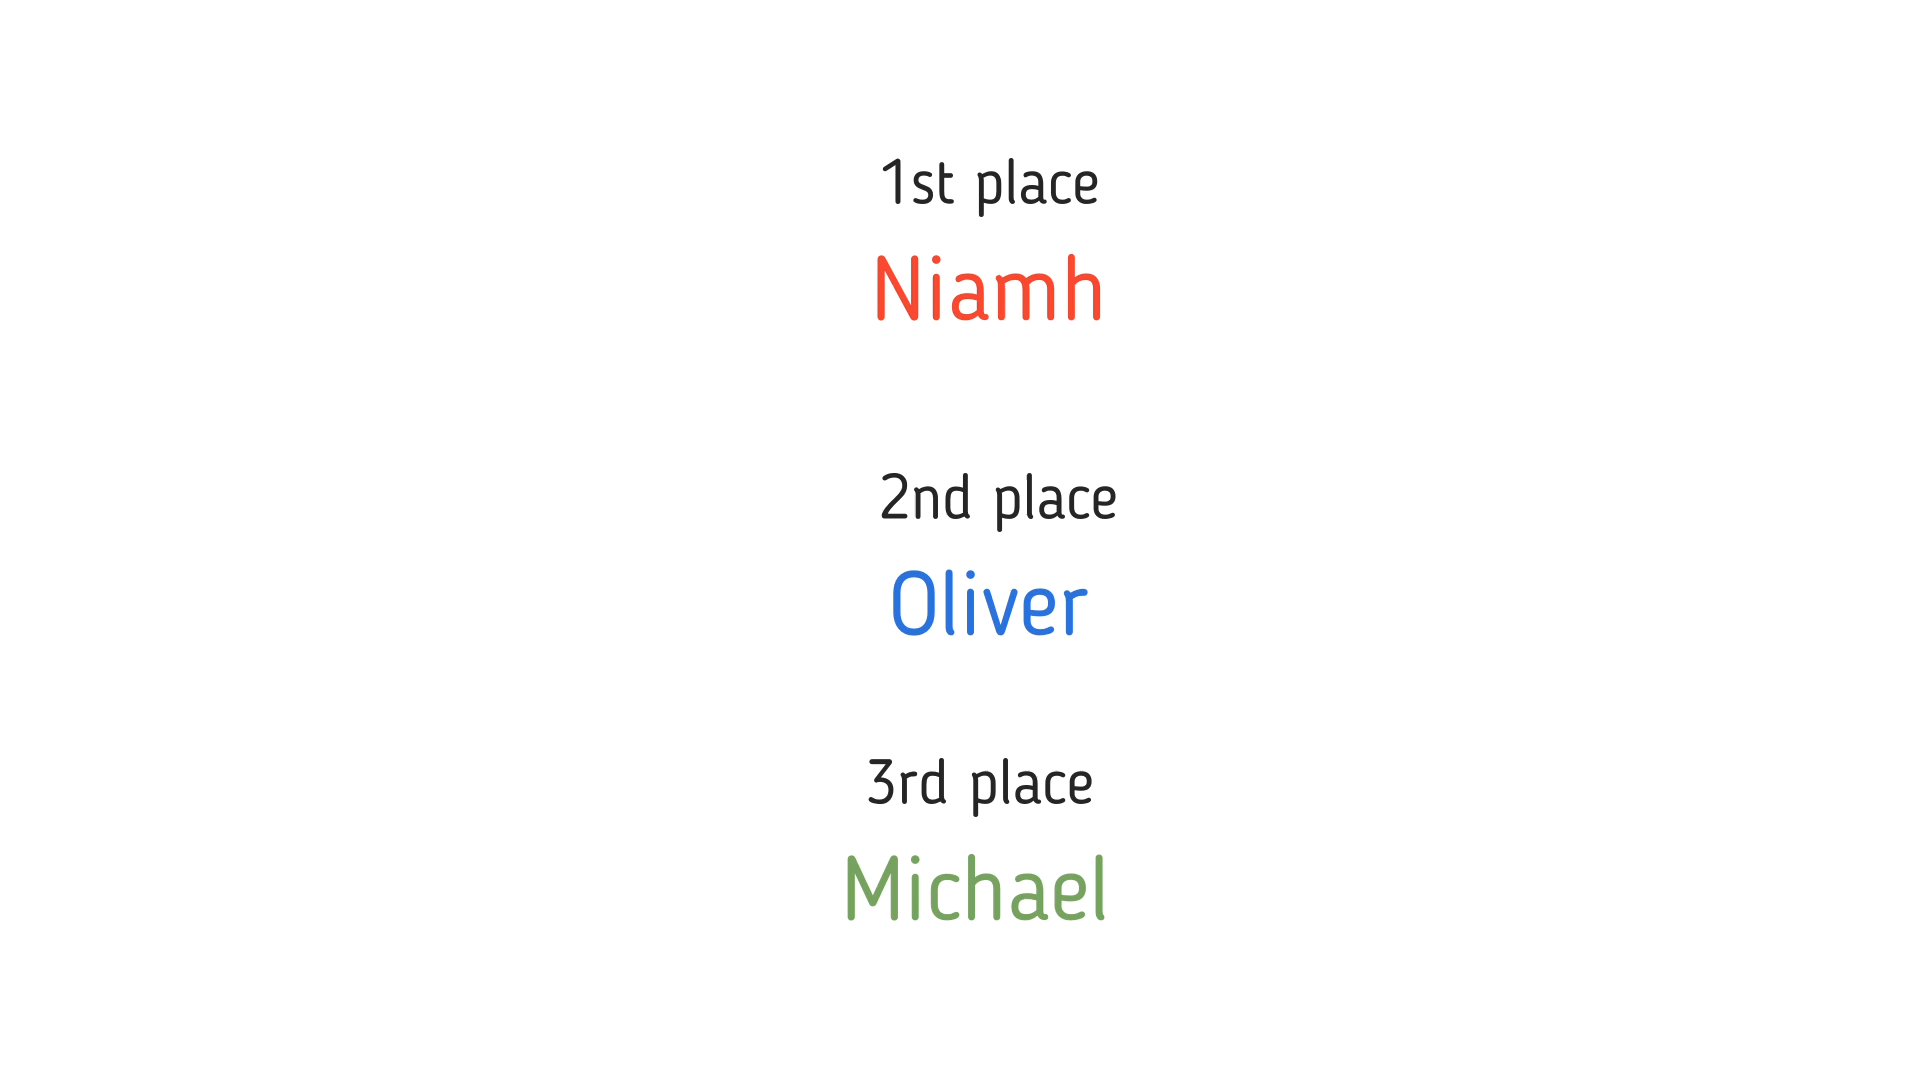 1st place
Niamh
2nd place
Oliver
3rd place
Michael